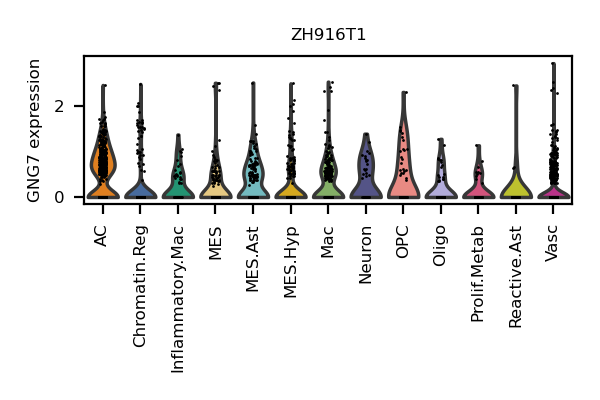 ZH916T1
GNG7 expression
2
0
AC
Chromatin.Reg
Inflammatory.Mac
MES
MES.Ast
MES.Hyp
Mac
Neuron
OPC
Oligo
Prolif.Metab
Reactive.Ast
Vasc